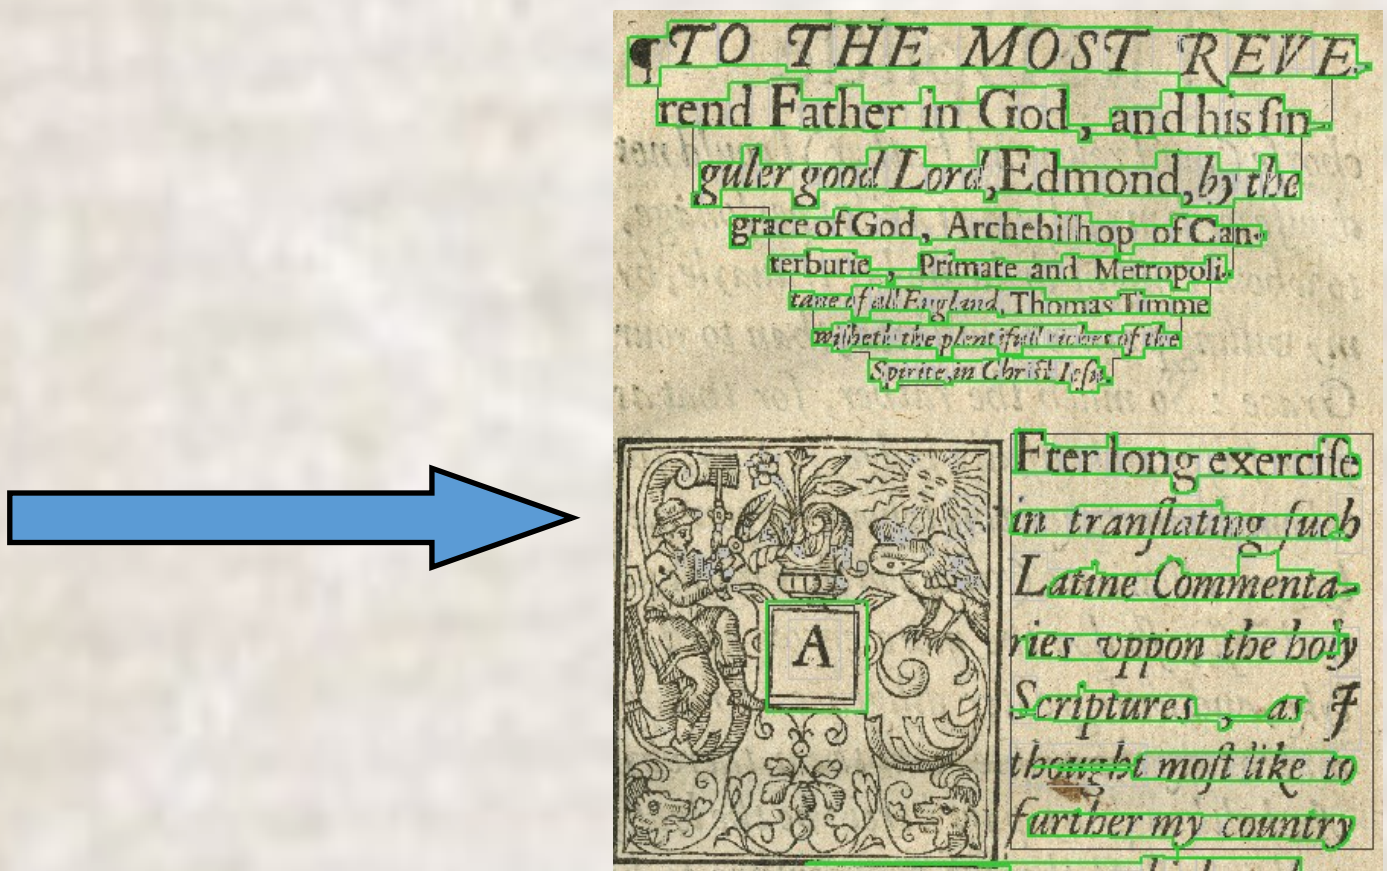 ¶TO THE MOST REVE-
rend Father in God, and his ſin-
guler good Lord, Edmond, by the
grace of God, Archebiſhop of Can-
terburie, Primate and Metropoli-
tane of all England, Thomas Timme
wiſheth the plentifull riches of the
Spirite in Chriſt Ieſu.
A
Fter long exerciſe
in tranſlating ſuch
Latine Commenta-
ries vppon the holy
Scriptures, as I
thought moſt like to
further my country